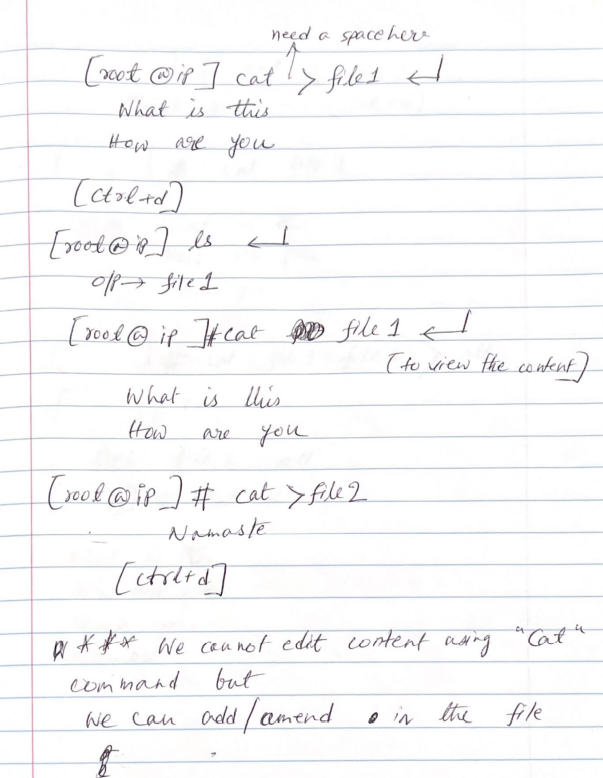 need a space here
[root @ip] cat > file1 ↵
What is this
How are you
[Ctrl+d]
[root@ip] ls ↵
o/p → file1
[root@ip]# cat file1 ↵
(to view the content]
What is this
How are you
[root@ip]# cat >file2
Namaste
[Ctrl+d]
*** We cannot edit content using "Cat"
command but
we can add/amend in the file